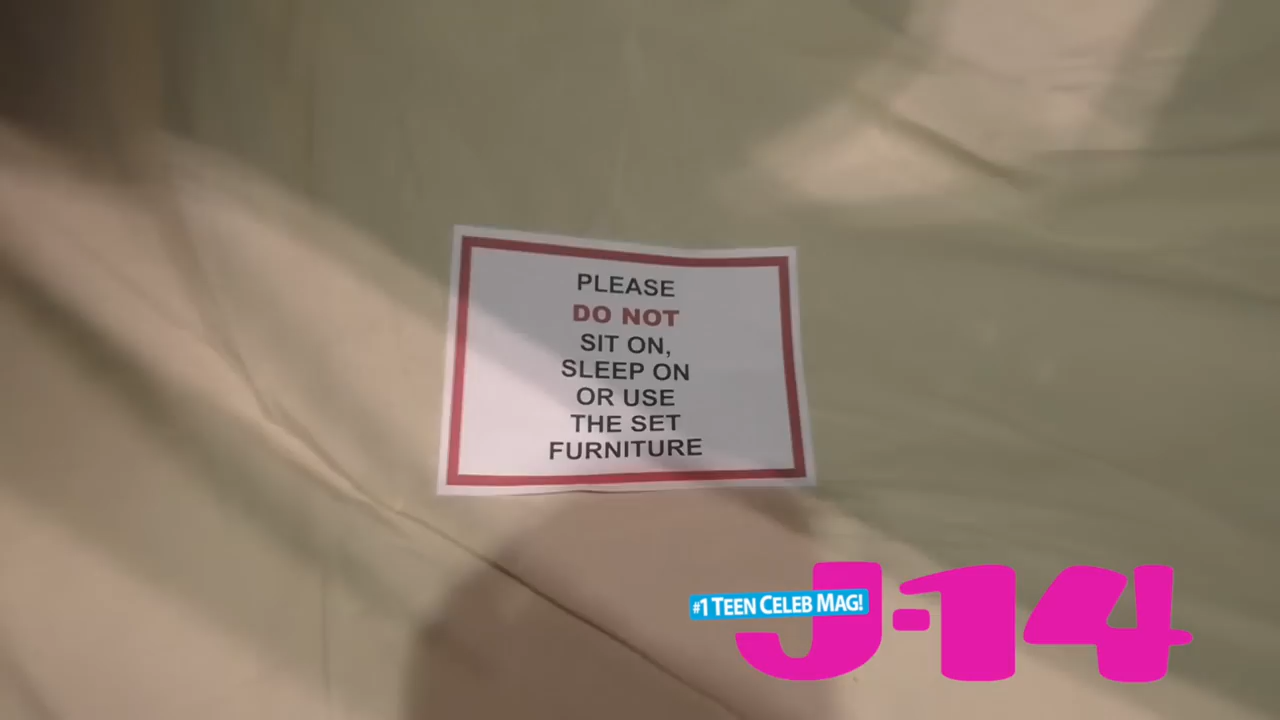 PLEASE
DO NOT
SIT ON,
SLEEP ON
OR USE
THE SET
FURNITURE
#1 TEEN CELEB MAG!
J-14